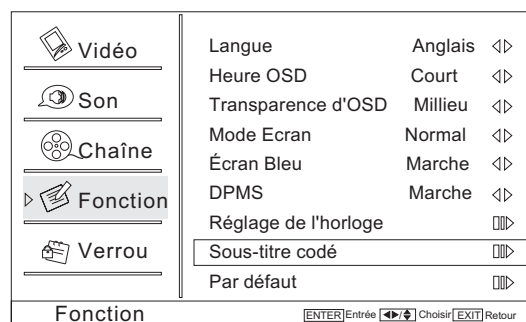 Vidéo
Son
Chaîne
Fonction
Verrou
Langue Anglais
Heure OSD Court
Transparence d'OSD Millieu
Mode Ecran Normal
Écran Bleu Marche
DPMS Marche
Réglage de l'horloge
Sous-titre codé
Par défaut
Fonction ENTER Entrée Choisir EXIT Retour